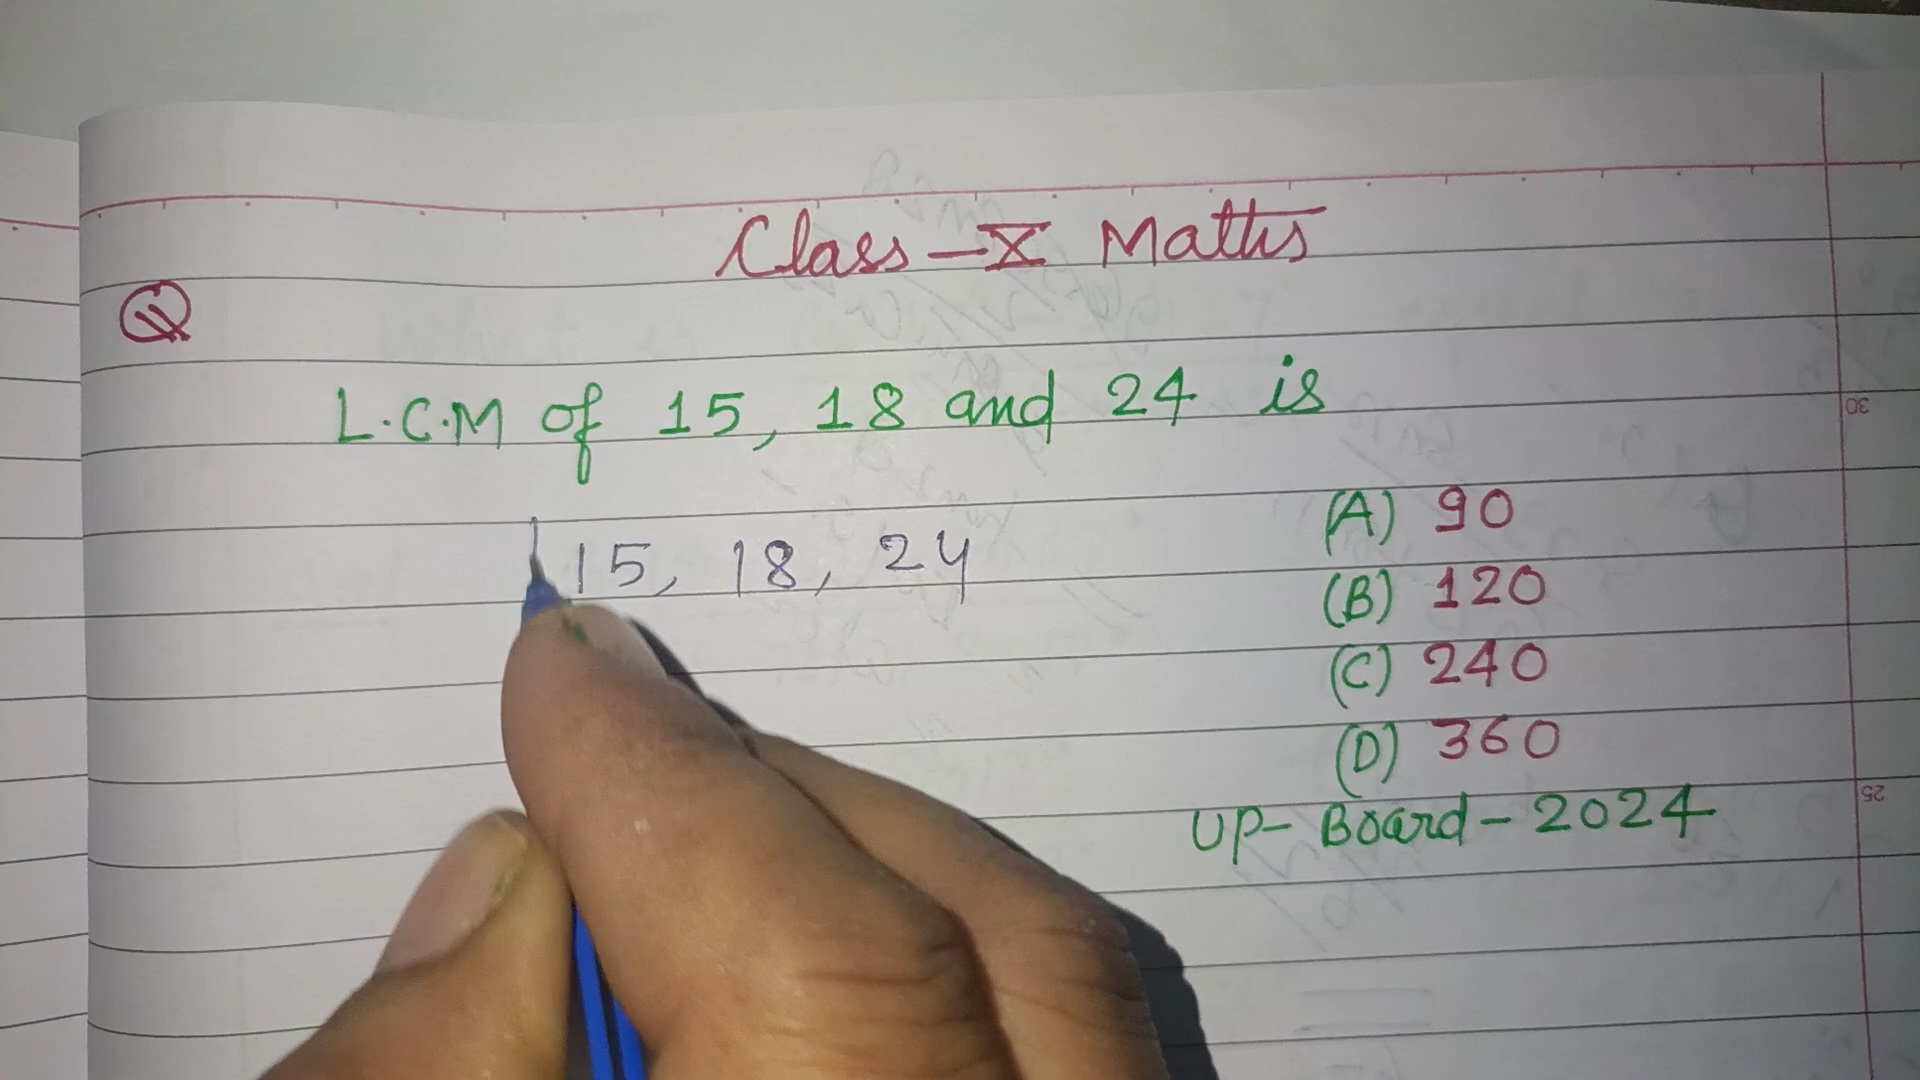 Class-X Maths
Q
L.C.M of 15, 18 and 24 is
15, 18, 24
(A) 90
(B) 120
(C) 240
(D) 360
UP-Board-2024
30
25